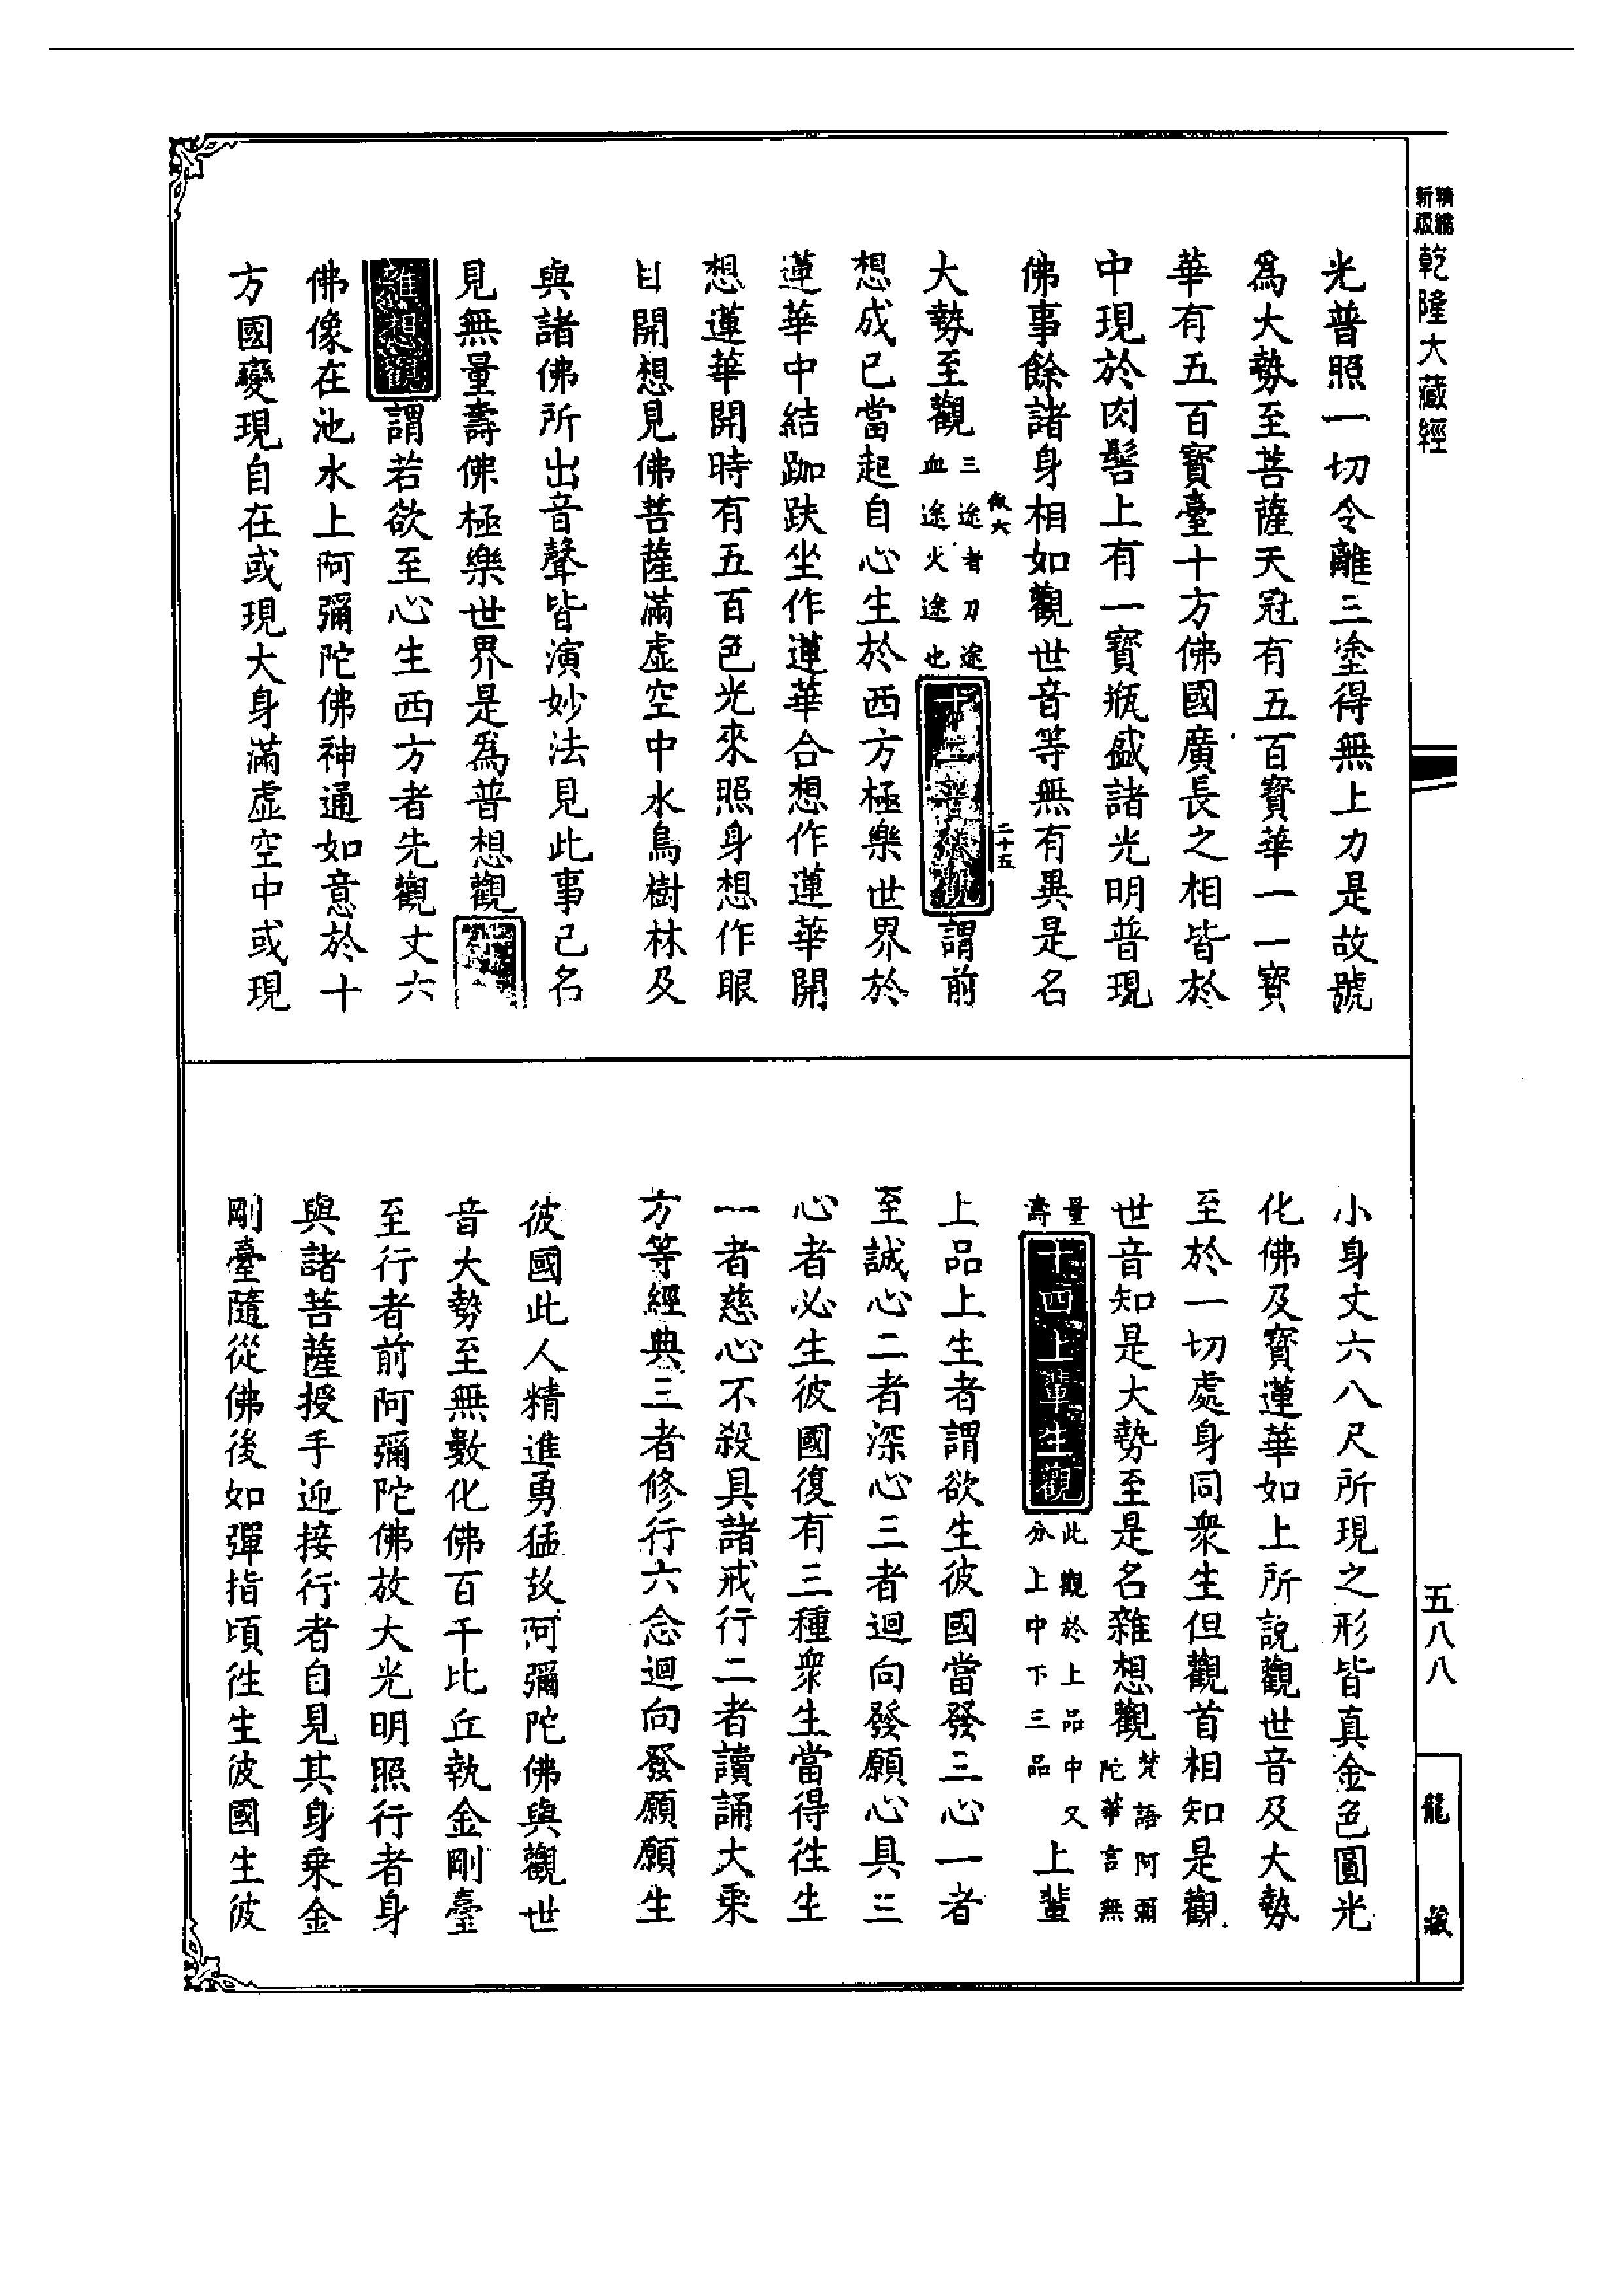 新版精縮乾隆大藏經
光普照一切令離三塗得無上力是故號
爲大勢至菩薩天冠有五百寳華一一寳
華有五百寳臺十方佛國廣長之相皆於
中現於肉髻上有一寳瓶盛諸光明普現
佛事餘諸身相如觀世音等無有異是名
二十五
大勢至觀三途者刀途血途火途也十二普想觀謂前
想成已當起自心生於西方極樂世界於
蓮華中結跏趺坐作蓮華合想作蓮華開
想蓮華開時有五百色光來照身想作眼
目開想見佛菩薩滿虛空中水鳥樹林及
與諸佛所出音聲皆演妙法見此事已名
見無量壽佛極樂世界是爲普想觀
雜想觀謂若欲至心生西方者先觀丈六
佛像在池水上阿彌陀佛神通如意於十
方國變現自在或現大身滿虛空中或現
小身丈六八尺所現之形皆真金色圓光
化佛及寳蓮華如上所說觀世音及大勢
至於一切處身同衆生但觀首相知是觀
世音知是大勢至是名雜想觀梵語阿彌陀華言無
量壽十四上輩生觀此觀於上品中又分上中下三品上輩
上品上生者謂欲生彼國當發三心一者
至誠心二者深心三者迴向發願心具三
心者必生彼國復有三種衆生當得往生
一者慈心不殺具諸戒行二者讀誦大乘
方等經典三者修行六念迴向發願願生
彼國此人精進勇猛故阿彌陀佛與觀世
音大勢至無數化佛百千比丘執金剛臺
至行者前阿彌陀佛放大光明照行者身
與諸菩薩授手迎接行者自見其身乘金
剛臺隨從佛後如彈指頃往生彼國生彼
五八八
龍藏